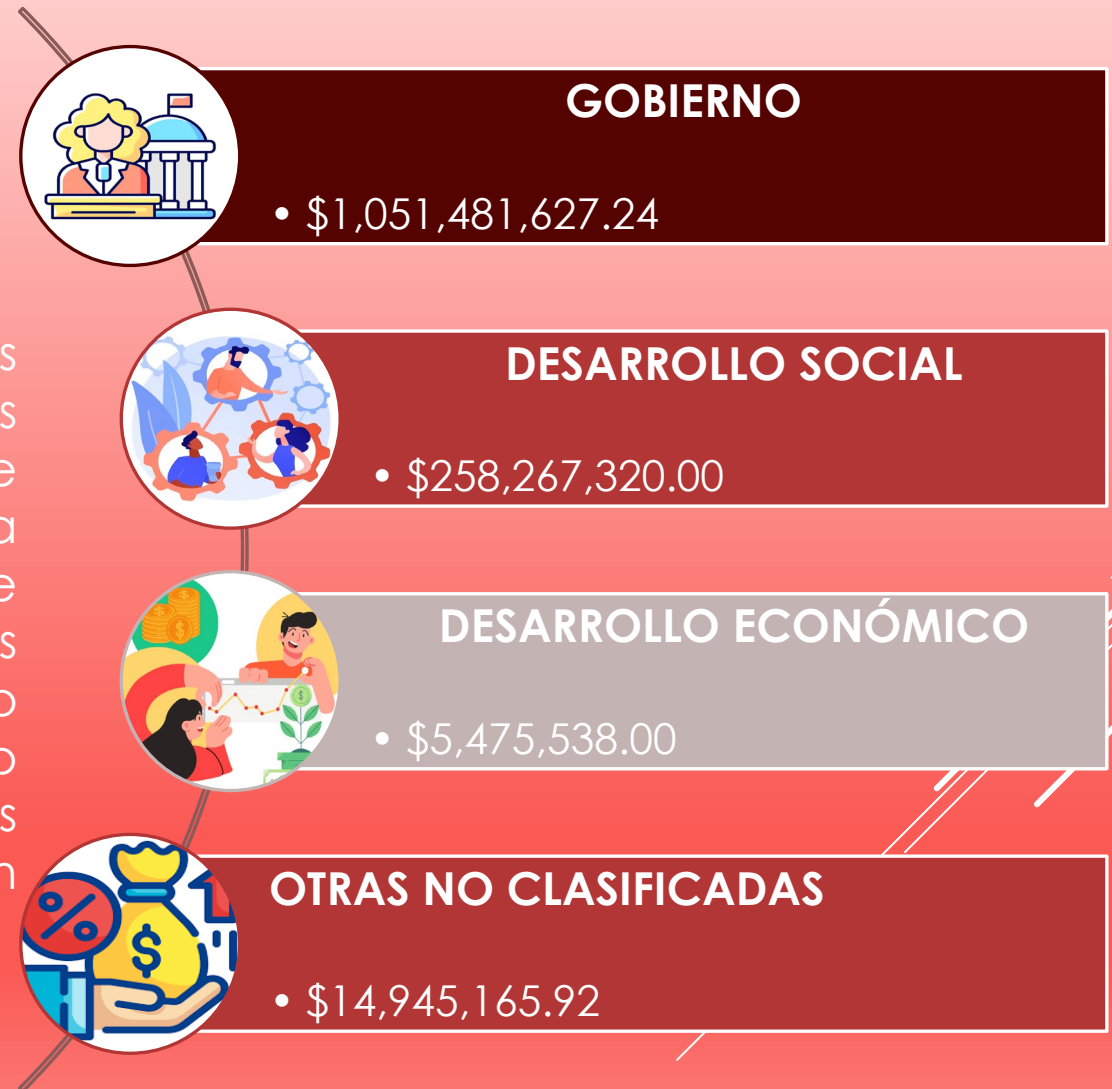 GOBIERNO
• $1,051,481,627.24
DESARROLLO SOCIAL
• $258,267,320.00
DESARROLLO ECONÓMICO
• $5,475,538.00
OTRAS NO CLASIFICADAS
• $14,945,165.92